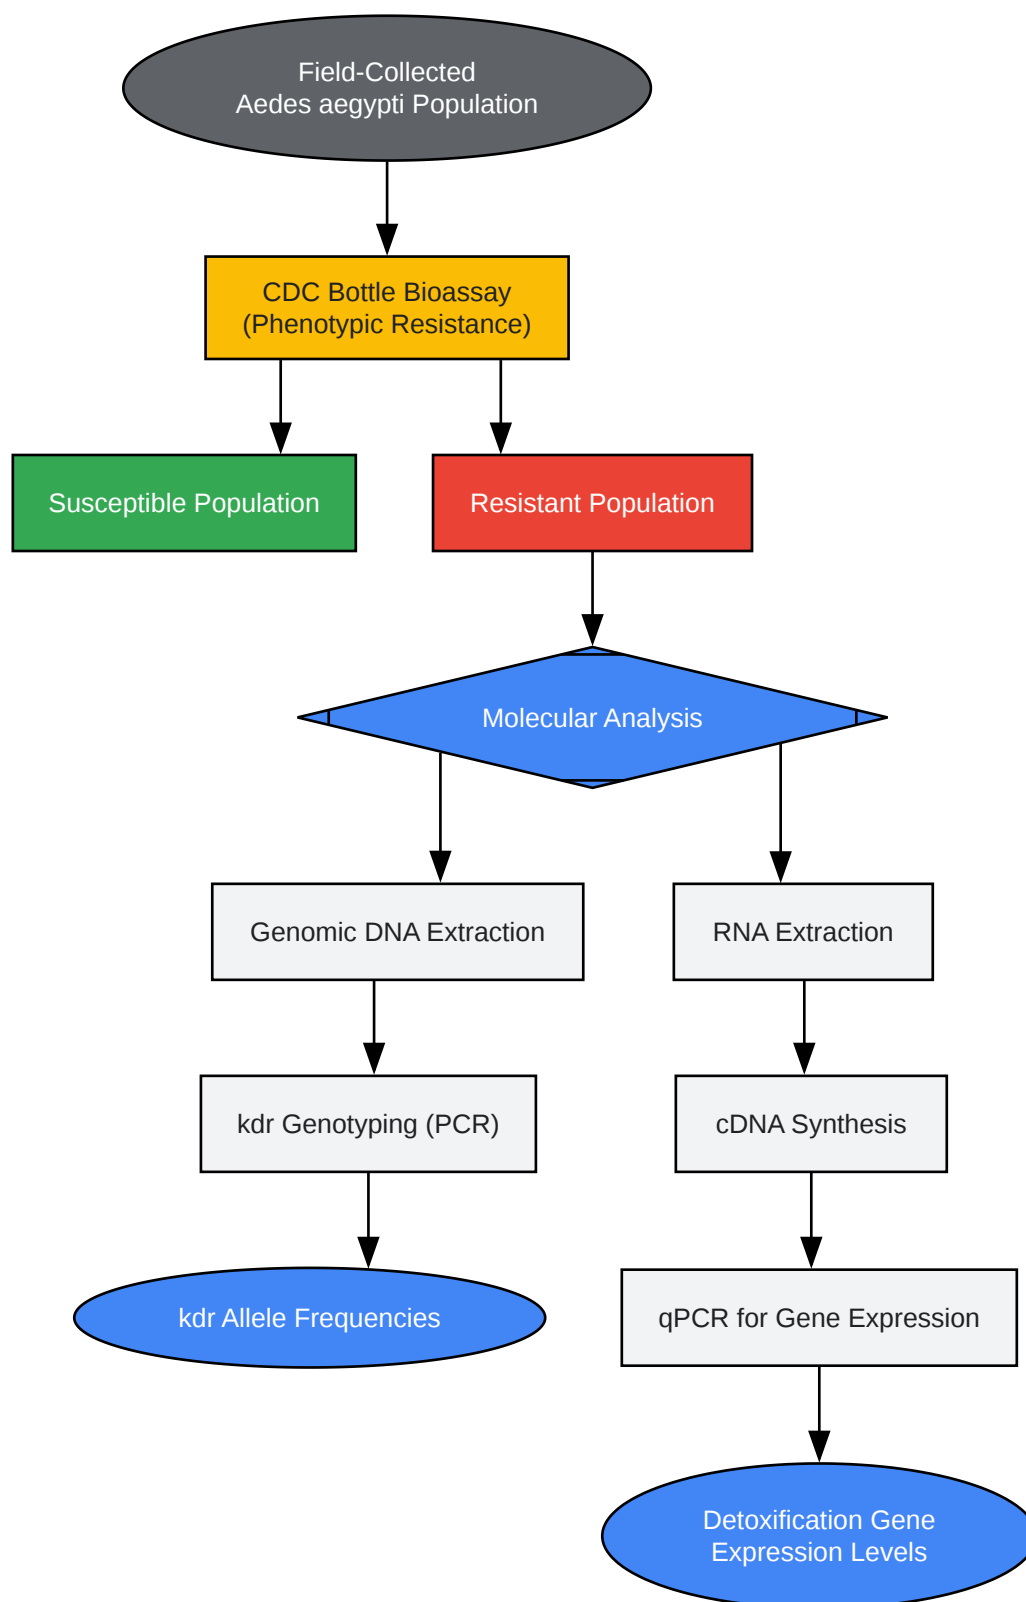 Field-Collected
Aedes aegypti Population
CDC Bottle Bioassay
(Phenotypic Resistance)
Susceptible Population
Resistant Population
Molecular Analysis
Genomic DNA Extraction
RNA Extraction
kdr Genotyping (PCR)
cDNA Synthesis
kdr Allele Frequencies
qPCR for Gene Expression
Detoxification Gene
Expression Levels